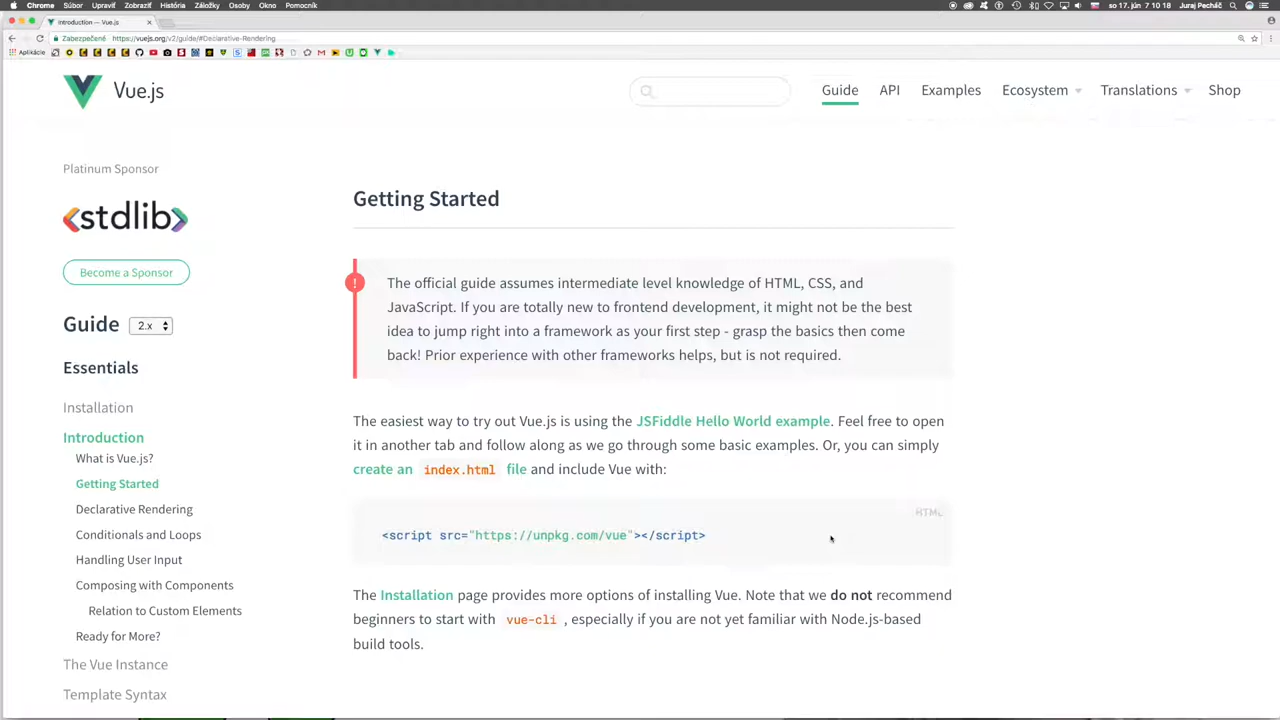 Chrome Súbor Upraviť Zobraziť História Záložky Osoby Okno Pomocník
so 17. jún 7 10 18 Juraj Pecháč
Introduction — Vue.js
Zabezpečené https://vuejs.org/v2/guide/#Declarative-Rendering
Aplikácie
Vue.js
Guide API Examples Ecosystem Translations Shop
Platinum Sponsor
<stdlib>
Become a Sponsor
Guide 2.x
Essentials
Installation
Introduction
What is Vue.js?
Getting Started
Declarative Rendering
Conditionals and Loops
Handling User Input
Composing with Components
Relation to Custom Elements
Ready for More?
The Vue Instance
Template Syntax
Getting Started
!
The official guide assumes intermediate level knowledge of HTML, CSS, and
JavaScript. If you are totally new to frontend development, it might not be the best
idea to jump right into a framework as your first step - grasp the basics then come
back! Prior experience with other frameworks helps, but is not required.
The easiest way to try out Vue.js is using the JSFiddle Hello World example. Feel free to open
it in another tab and follow along as we go through some basic examples. Or, you can simply
create an index.html file and include Vue with:
HTML
<script src="https://unpkg.com/vue"></script>
The Installation page provides more options of installing Vue. Note that we do not recommend
beginners to start with vue-cli , especially if you are not yet familiar with Node.js-based
build tools.